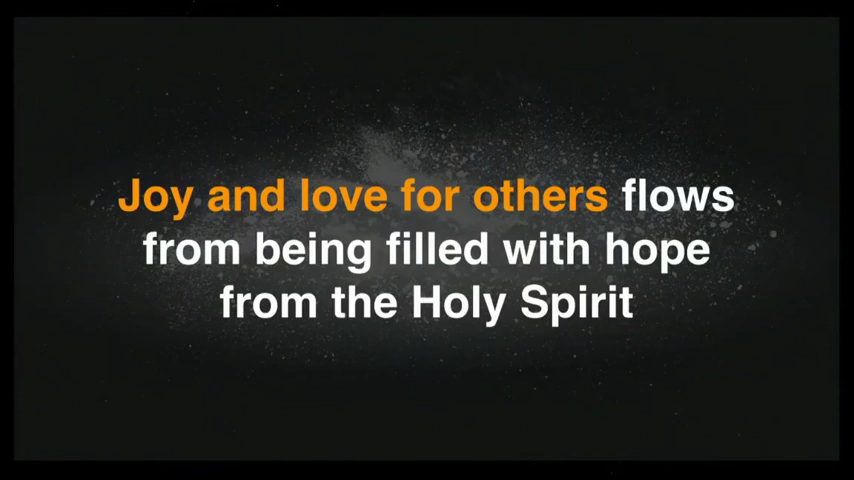 Joy and love for others flows
from being filled with hope
from the Holy Spirit